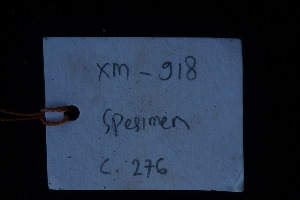 XM - 918
Spesimen
C. 276